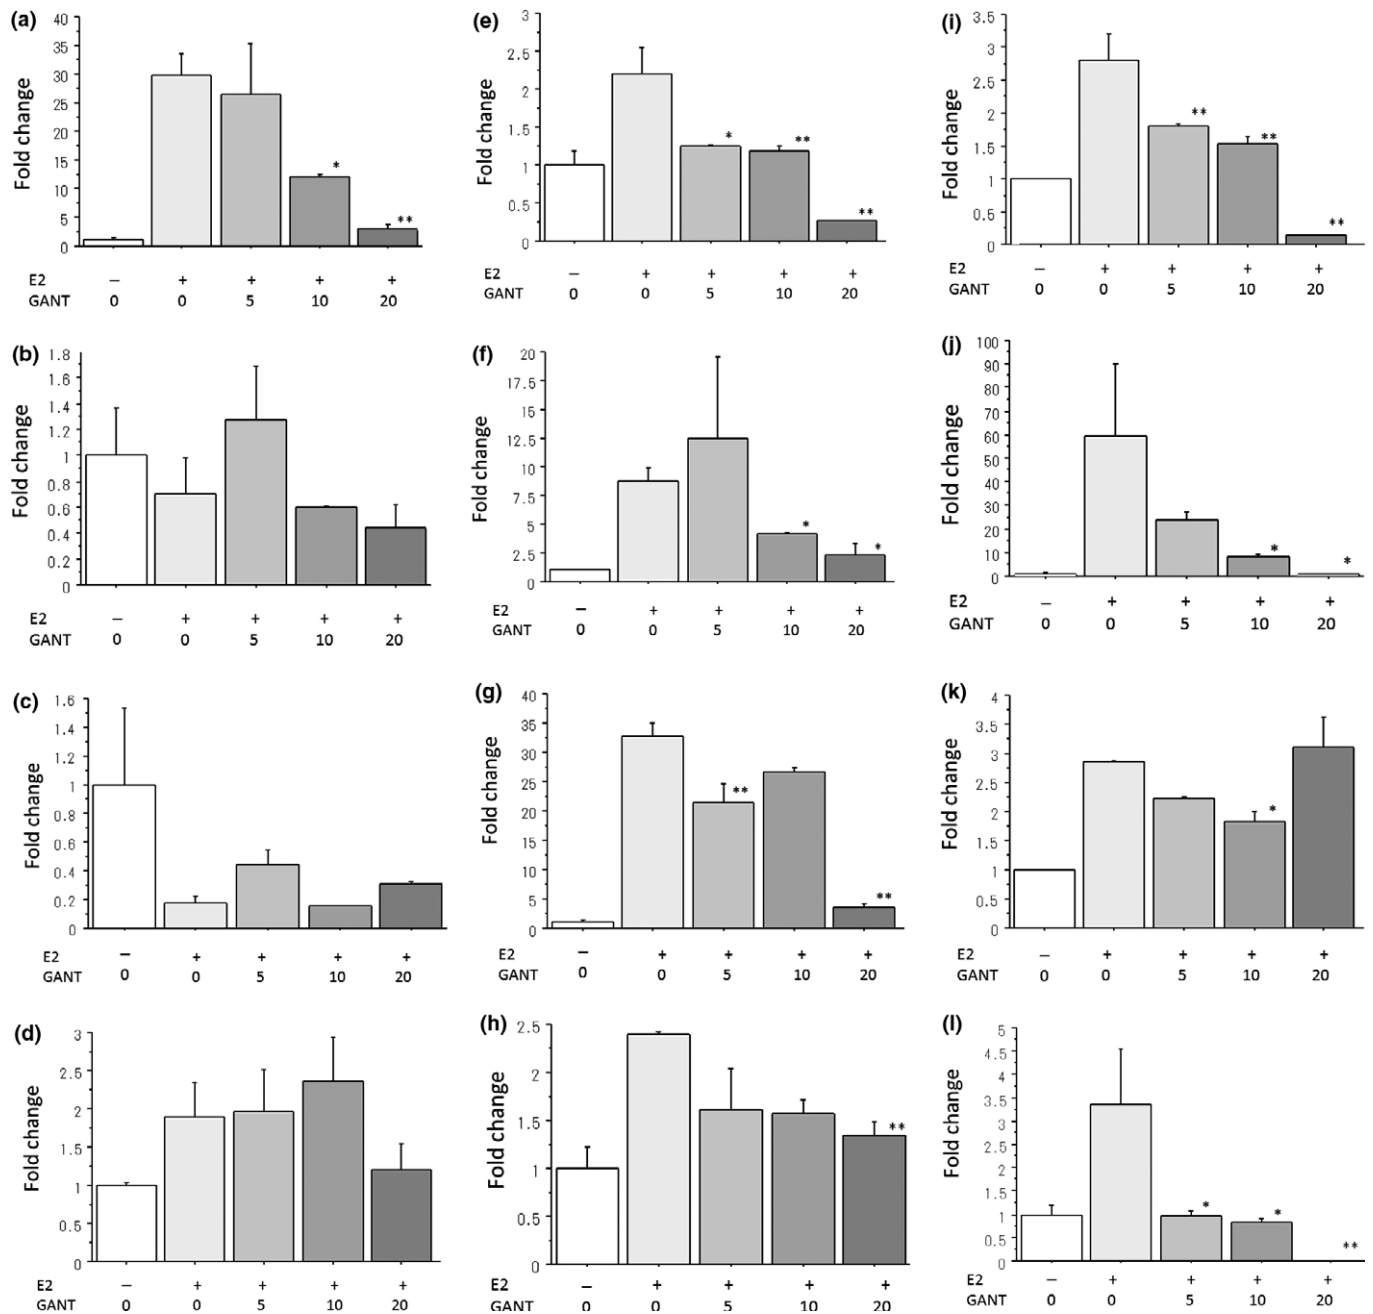 (a)
Fold change
40
35
30
25
20
15
10
5
0
*
**
E2 – + + + +
GANT 0 0 5 10 20
(e)
Fold change
3
2.5
2
1.5
1
0.5
0
*
**
**
E2 – + + + +
GANT 0 0 5 10 20
(i)
Fold change
3.5
3
2.5
2
1.5
1
0.5
0
**
**
**
E2 – + + + +
GANT 0 0 5 10 20
(b)
Fold change
1.8
1.6
1.4
1.2
1
0.8
0.6
0.4
0.2
0
E2 – + + + +
GANT 0 0 5 10 20
(f)
Fold change
20
17.5
15
12.5
10
7.5
5
2.5
0
*
*
E2 – + + + +
GANT 0 0 5 10 20
(j)
Fold change
100
90
80
70
60
50
40
30
20
10
0
*
*
E2 – + + + +
GANT 0 0 5 10 20
(c)
Fold change
1.6
1.4
1.2
1
0.8
0.6
0.4
0.2
0
E2 – + + + +
GANT 0 0 5 10 20
(g)
Fold change
40
35
30
25
20
15
10
5
0
**
**
E2 – + + + +
GANT 0 0 5 10 20
(k)
Fold change
4
3.5
3
2.5
2
1.5
1
0.5
0
*
E2 – + + + +
GANT 0 0 5 10 20
(d)
Fold change
3
2.5
2
1.5
1
0.5
0
E2 – + + + +
GANT 0 0 5 10 20
(h)
Fold change
2.5
2
1.5
1
0.5
0
**
E2 – + + + +
GANT 0 0 5 10 20
(l)
Fold change
5
4.5
4
3.5
3
2.5
2
1.5
1
0.5
0
*
*
**
E2 – + + + +
GANT 0 0 5 10 20